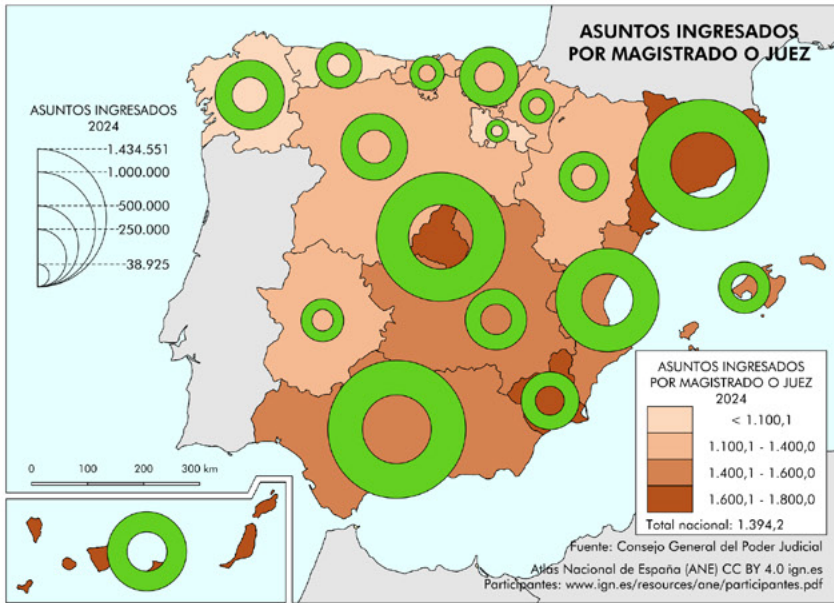 ASUNTOS INGRESADOS
POR MAGISTRADO O JUEZ
ASUNTOS INGRESADOS
2024
1.434.551
1.000.000
500.000
250.000
38.925
0 100 200 300 km
ASUNTOS INGRESADOS
POR MAGISTRADO O JUEZ
2024
< 1.100,1
1.100,1 - 1.400,0
1.400,1 - 1.600,0
1.600,1 - 1.800,0
Total nacional: 1.394,2
Fuente: Consejo General del Poder Judicial
Atlas Nacional de España (ANE) CC BY 4.0 ign.es
Participantes: www.ign.es/resources/ane/participantes.pdf